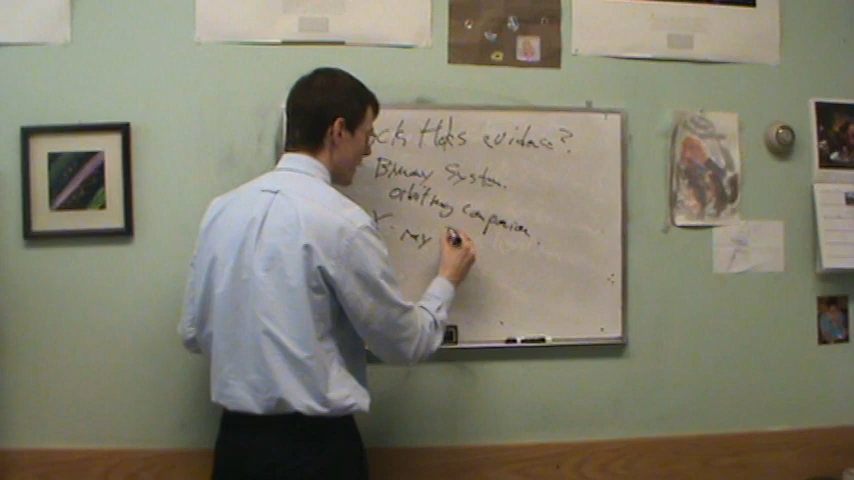 ck Holes evidence?
Binary System.
orbiting companion.
X-ray